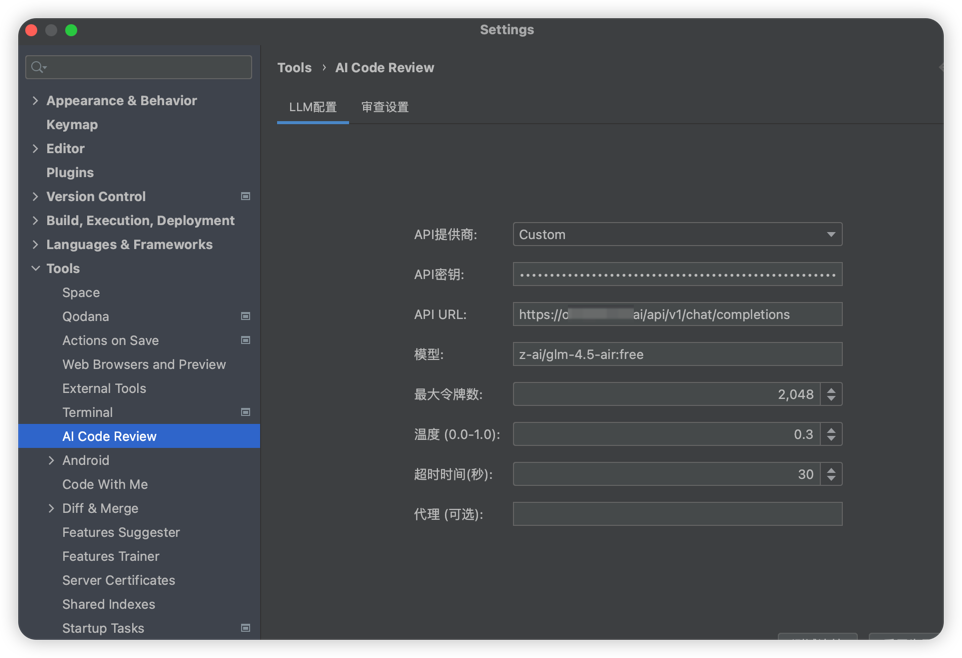 Settings
Tools › AI Code Review
LLM配置 审查设置
Appearance & Behavior
Keymap
Editor
Plugins
Version Control
Build, Execution, Deployment
Languages & Frameworks
Tools
Space
Qodana
Actions on Save
Web Browsers and Preview
External Tools
Terminal
AI Code Review
Android
Code With Me
Diff & Merge
Features Suggester
Features Trainer
Server Certificates
Shared Indexes
Startup Tasks
API提供商: Custom
API密钥: ••••••••••••••••••••••••••••••••••••••••••••••••••••
API URL: https://o ai/api/v1/chat/completions
模型: z-ai/glm-4.5-air:free
最大令牌数: 2,048
温度 (0.0-1.0): 0.3
超时时间(秒): 30
代理 (可选):